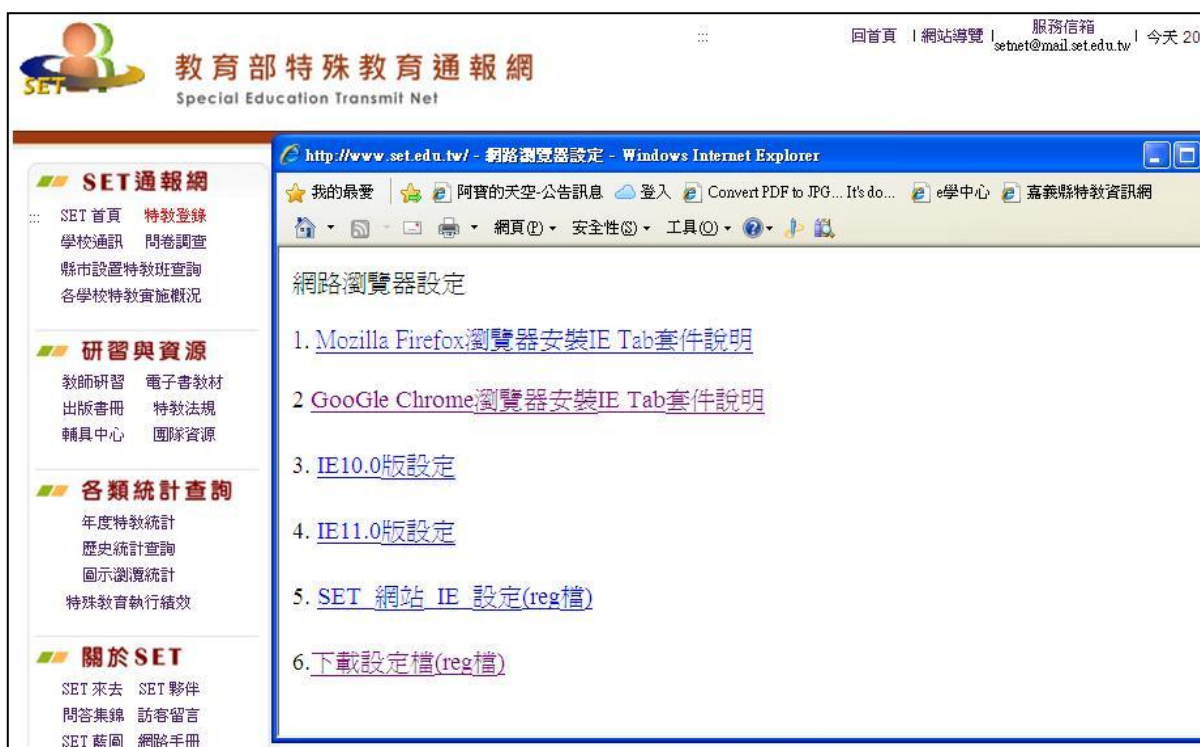 SET
教育部特殊教育通報網
Special Education Transmit Net
:::
回首頁 | 網站導覽 | 服務信箱 setnet@mail.set.edu.tw | 今天 20
SET通報網
::: SET 首頁 特教登錄
學校通訊 問卷調查
縣市設置特教班查詢
各學校特教實施概況
研習與資源
教師研習 電子書教材
出版書冊 特教法規
輔具中心 團隊資源
各類統計查詢
年度特教統計
歷史統計查詢
圖示瀏覽統計
特殊教育執行績效
關於SET
SET 來去 SET 夥伴
問答集錦 訪客留言
SET 藍圖 網路手冊
http://www.set.edu.tw/ - 網路瀏覽器設定 - Windows Internet Explorer
我的最愛 阿寶的天空-公告訊息 登入 Convert PDF to JPG... It's do... e學中心 嘉義縣特教資訊網
網頁(P) 安全性(S) 工具(O)
網路瀏覽器設定
1. Mozilla Firefox瀏覽器安裝IE Tab套件說明
2 GooGle Chrome瀏覽器安裝IE Tab套件說明
3. IE10.0版設定
4. IE11.0版設定
5. SET 網站 IE 設定(reg檔)
6.下載設定檔(reg檔)